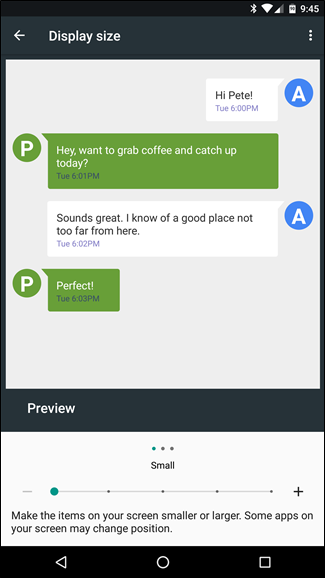 9:45
Display size
Hi Pete!
Tue 6:00PM
A
P
Hey, want to grab coffee and catch up
today?
Tue 6:01PM
Sounds great. I know of a good place not
too far from here.
Tue 6:02PM
A
P
Perfect!
Tue 6:03PM
Preview
Small
Make the items on your screen smaller or larger. Some apps on
your screen may change position.